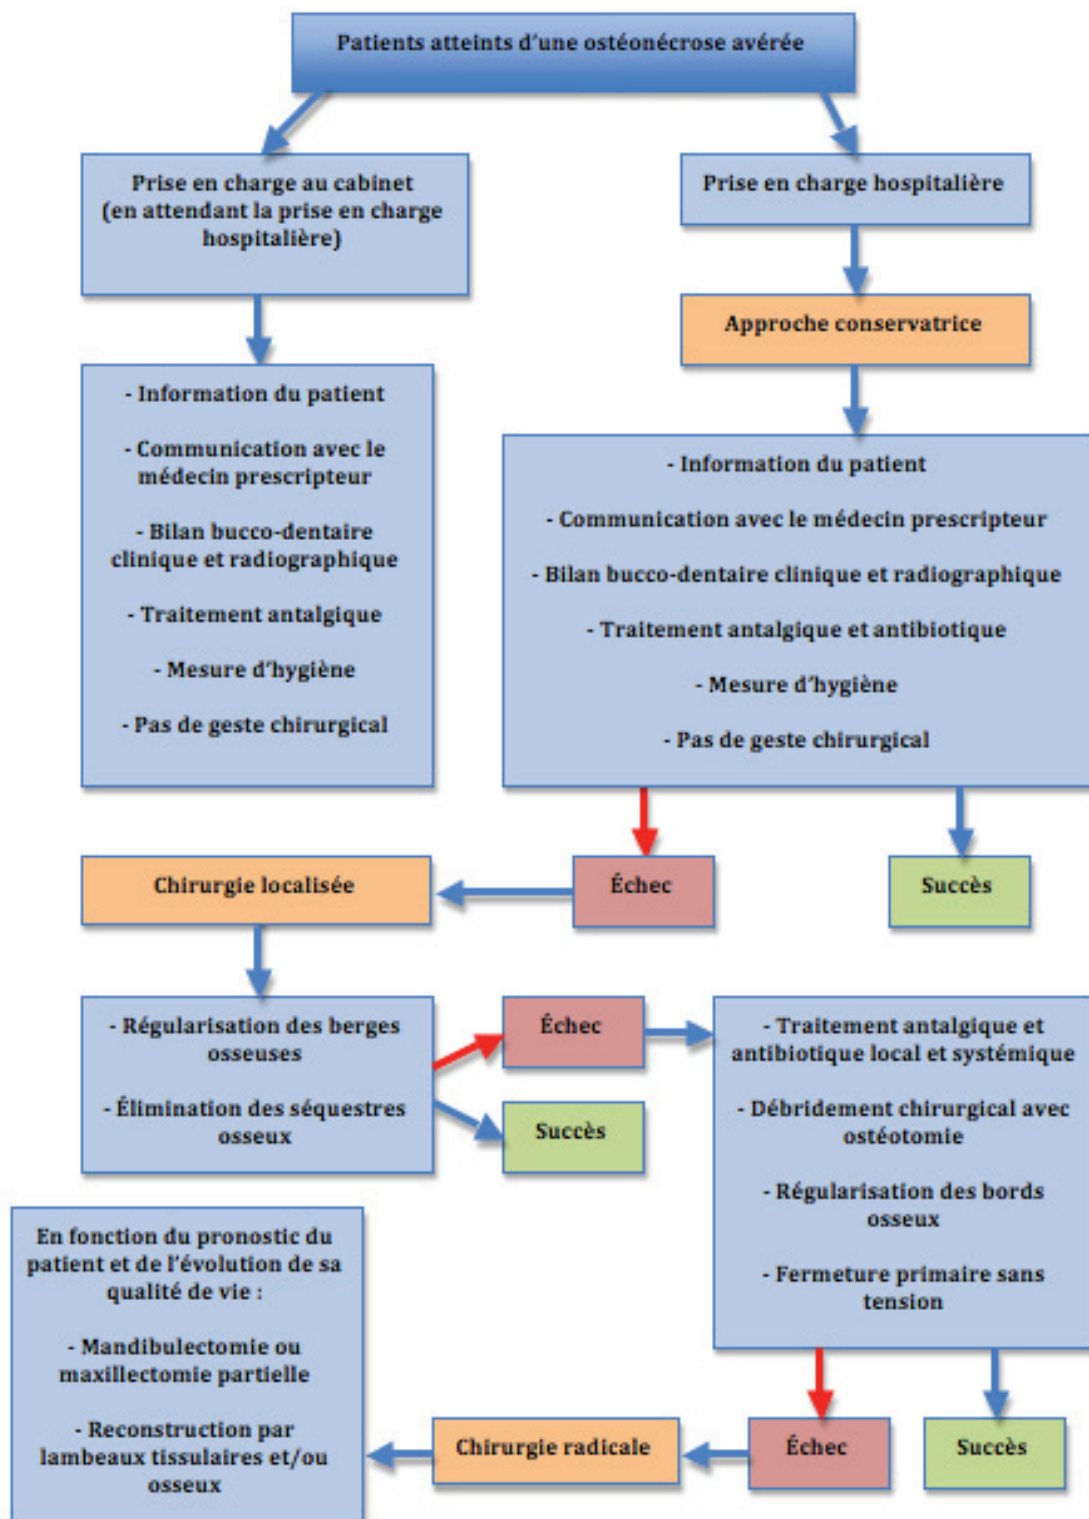 Patients atteints d'une ostéonécrose avérée
Prise en charge au cabinet
(en attendant la prise en charge
hospitalière)
Prise en charge hospitalière
Approche conservatrice
- Information du patient
- Communication avec le
médecin prescripteur
- Bilan bucco-dentaire
clinique et radiographique
- Traitement antalgique
- Mesure d'hygiène
- Pas de geste chirurgical
- Information du patient
- Communication avec le médecin prescripteur
- Bilan bucco-dentaire clinique et radiographique
- Traitement antalgique et antibiotique
- Mesure d'hygiène
- Pas de geste chirurgical
Chirurgie localisée
Échec
Succès
- Régularisation des berges
osseuses
- Élimination des séquestres
osseux
Échec
Succès
- Traitement antalgique et
antibiotique local et systémique
- Débridement chirurgical avec
ostéotomie
- Régularisation des bords
osseux
- Fermeture primaire sans
tension
En fonction du pronostic du
patient et de l'évolution de sa
qualité de vie :
- Mandibulectomie ou
maxillectomie partielle
- Reconstruction par
lambeaux tissulaires et/ou
osseux
Chirurgie radicale
Échec
Succès